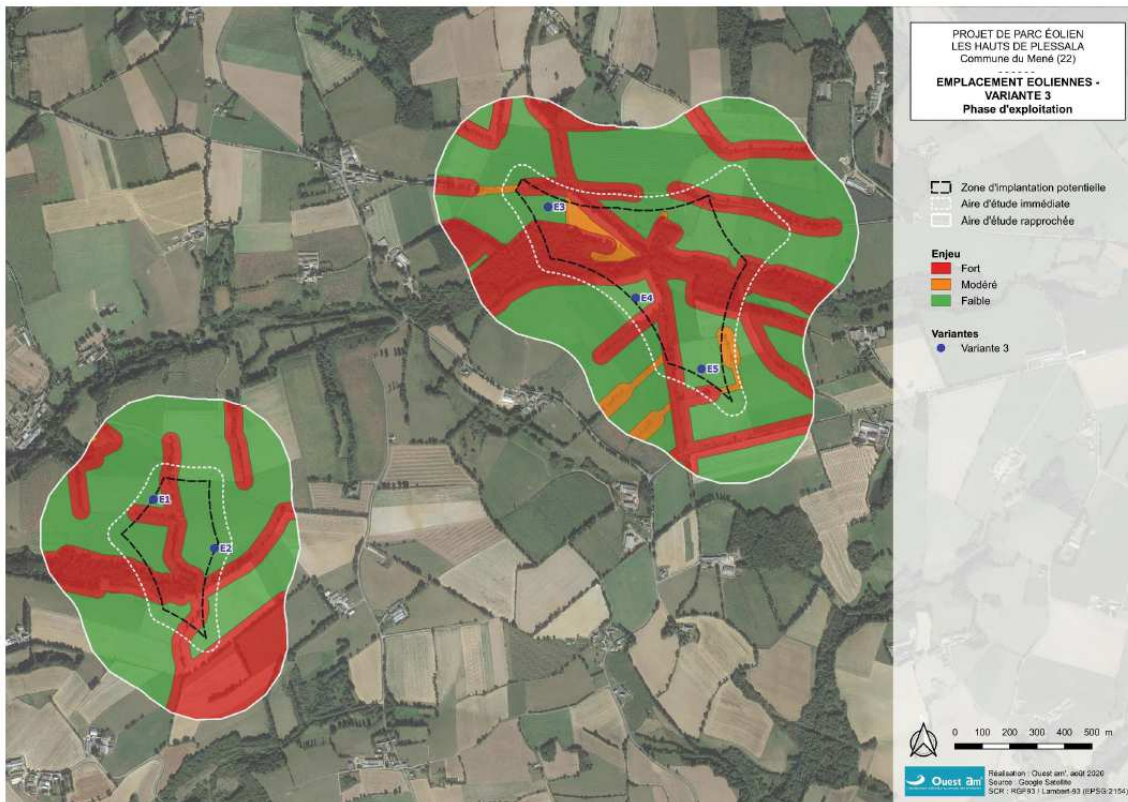 PROJET DE PARC ÉOLIEN
LES HAUTS DE PLESSALA
Commune du Mené (22)
------
EMPLACEMENT EOLIENNES -
VARIANTE 3
Phase d'exploitation
Zone d'implantation potentielle
Aire d'étude immédiate
Aire d'étude rapprochée
Enjeu
Fort
Modéré
Faible
Variantes
Variante 3
E3
E4
E5
E1
E2
0 100 200 300 400 500 m
Ouest am'
Réalisation : Ouest am', août 2020
Source : Google Satellite
SCR : RGF93 / Lambert-93 (EPSG:2154)